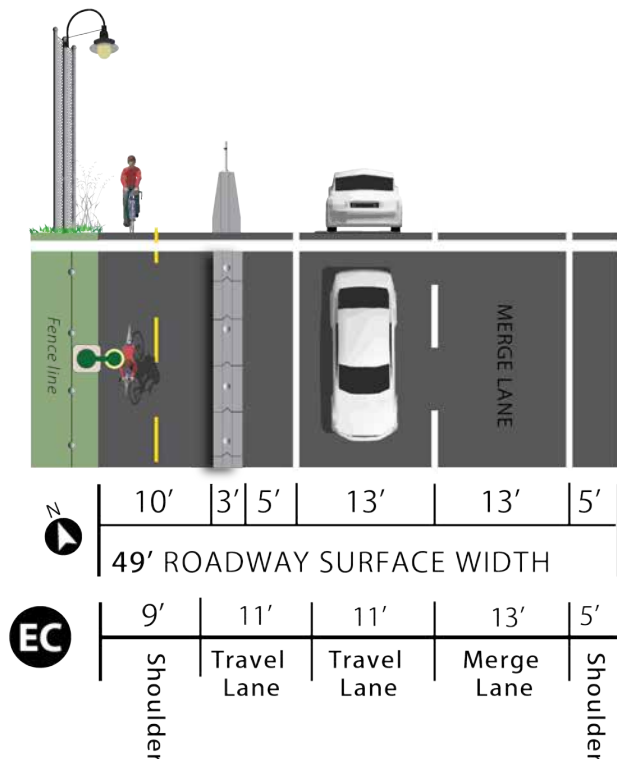 Fence line
MERGE LANE
N
10’ 3’ 5’ 13’ 13’ 5’
49’ ROADWAY SURFACE WIDTH
EC
9’ 11’ 11’ 13’ 5’
Shoulder
Travel
Lane
Travel
Lane
Merge
Lane
Shoulder